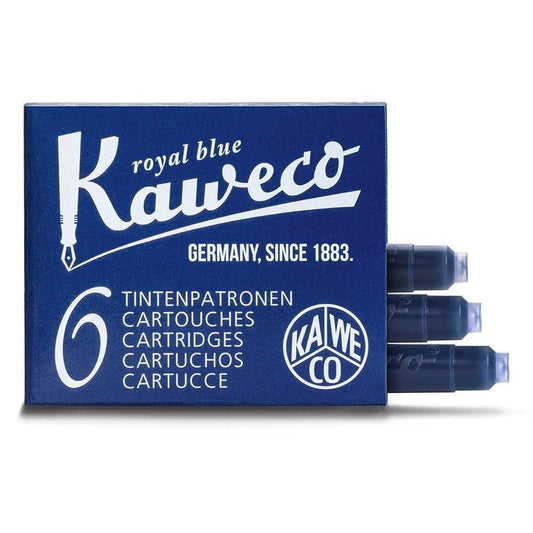 royal blue
Kaweco
GERMANY, SINCE 1883.
6
TINTENPATRONEN
CARTOUCHES
CARTRIDGES
CARTUCHOS
CARTUCCE
KA WE
CO